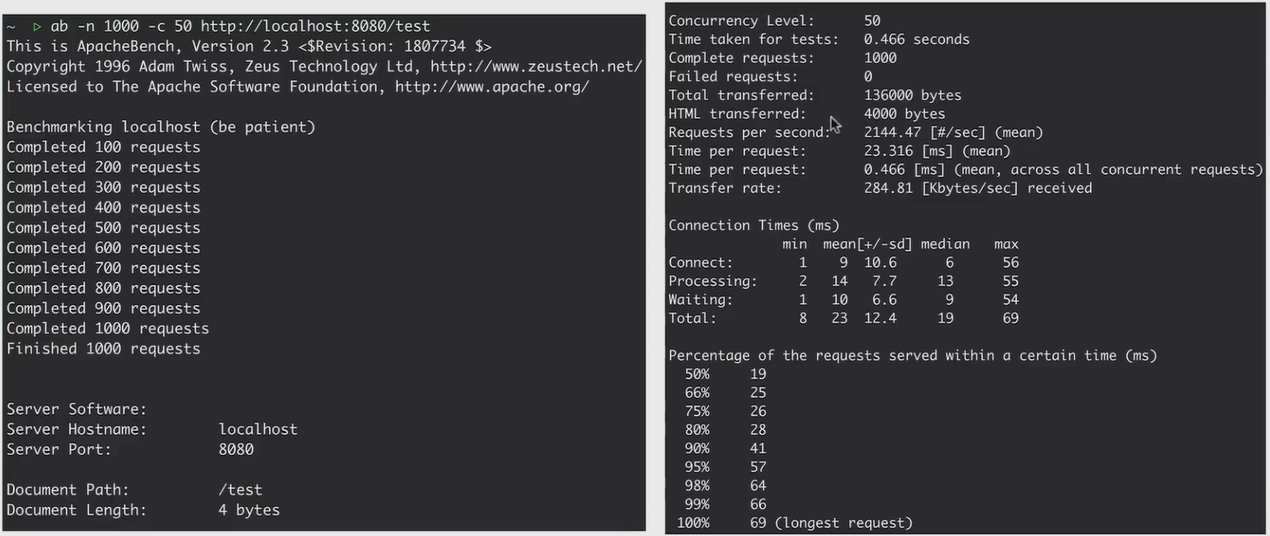 ~ ▷ ab -n 1000 -c 50 http://localhost:8080/test
This is ApacheBench, Version 2.3 <$Revision: 1807734 $>
Copyright 1996 Adam Twiss, Zeus Technology Ltd, http://www.zeustech.net/
Licensed to The Apache Software Foundation, http://www.apache.org/
Benchmarking localhost (be patient)
Completed 100 requests
Completed 200 requests
Completed 300 requests
Completed 400 requests
Completed 500 requests
Completed 600 requests
Completed 700 requests
Completed 800 requests
Completed 900 requests
Completed 1000 requests
Finished 1000 requests
Server Software:
Server Hostname: localhost
Server Port: 8080
Document Path: /test
Document Length: 4 bytes
Concurrency Level: 50
Time taken for tests: 0.466 seconds
Complete requests: 1000
Failed requests: 0
Total transferred: 136000 bytes
HTML transferred: 4000 bytes
Requests per second: 2144.47 [#/sec] (mean)
Time per request: 23.316 [ms] (mean)
Time per request: 0.466 [ms] (mean, across all concurrent requests)
Transfer rate: 284.81 [Kbytes/sec] received
Connection Times (ms)
min mean[+/-sd] median max
Connect: 1 9 10.6 6 56
Processing: 2 14 7.7 13 55
Waiting: 1 10 6.6 9 54
Total: 8 23 12.4 19 69
Percentage of the requests served within a certain time (ms)
50% 19
66% 25
75% 26
80% 28
90% 41
95% 57
98% 64
99% 66
100% 69 (longest request)